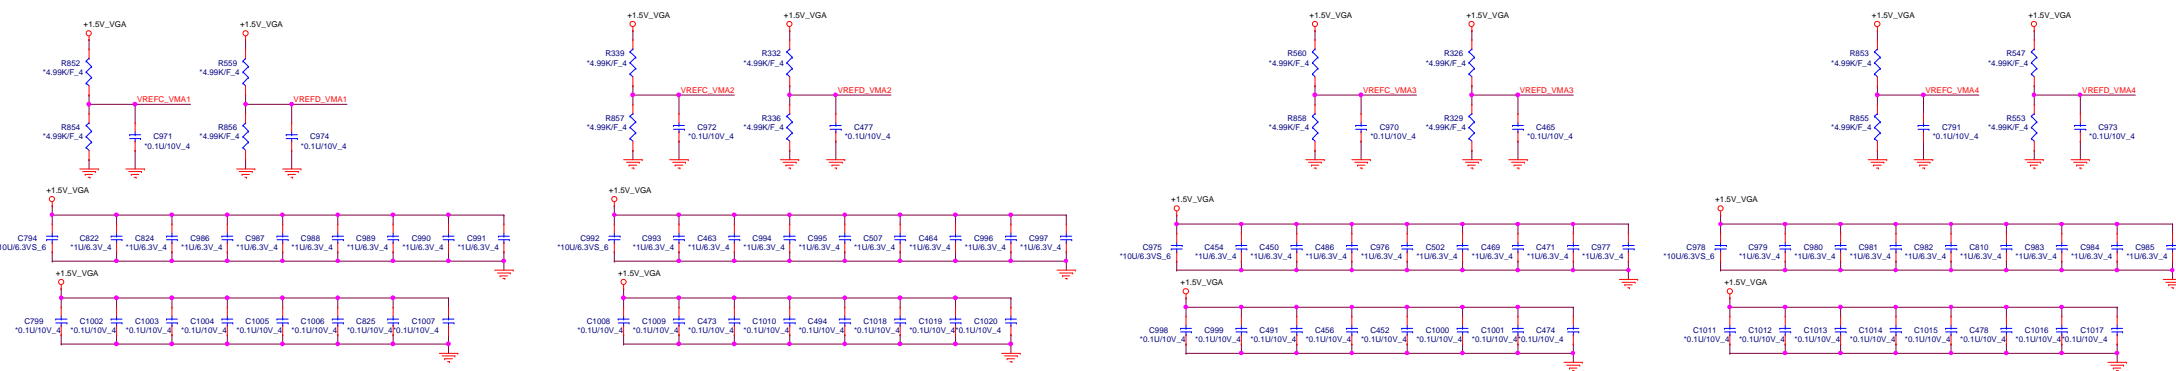 +1.5V_VGA
+1.5V_VGA
R852
*4.99K/F_4
R559
*4.99K/F_4
VREFC_VMA1
VREFD_VMA1
R854
*4.99K/F_4
C971
*0.1U/10V_4
R856
*4.99K/F_4
C974
*0.1U/10V_4
+1.5V_VGA
C794
10U/6.3VS_6
C822
*1U/6.3V_4
C824
*1U/6.3V_4
C986
*1U/6.3V_4
C987
*1U/6.3V_4
C988
*1U/6.3V_4
C989
*1U/6.3V_4
C990
*1U/6.3V_4
C991
*1U/6.3V_4
+1.5V_VGA
C799
*0.1U/10V_4
C1002
*0.1U/10V_4
C1003
*0.1U/10V_4
C1004
*0.1U/10V_4
C1005
*0.1U/10V_4
C1006
*0.1U/10V_4
C825
*0.1U/10V_4
C1007
*0.1U/10V_4
+1.5V_VGA
+1.5V_VGA
R339
*4.99K/F_4
R332
*4.99K/F_4
VREFC_VMA2
VREFD_VMA2
R857
*4.99K/F_4
C972
*0.1U/10V_4
R336
*4.99K/F_4
C477
*0.1U/10V_4
+1.5V_VGA
C992
*10U/6.3VS_6
C993
*1U/6.3V_4
C463
*1U/6.3V_4
C994
*1U/6.3V_4
C995
*1U/6.3V_4
C507
*1U/6.3V_4
C464
*1U/6.3V_4
C996
*1U/6.3V_4
C997
*1U/6.3V_4
+1.5V_VGA
C1008
*0.1U/10V_4
C1009
*0.1U/10V_4
C473
*0.1U/10V_4
C1010
*0.1U/10V_4
C494
*0.1U/10V_4
C1018
*0.1U/10V_4
C1019
*0.1U/10V_4
C1020
*0.1U/10V_4
+1.5V_VGA
+1.5V_VGA
R560
*4.99K/F_4
R326
*4.99K/F_4
VREFC_VMA3
VREFD_VMA3
R858
*4.99K/F_4
C970
*0.1U/10V_4
R329
*4.99K/F_4
C465
*0.1U/10V_4
+1.5V_VGA
C975
*10U/6.3VS_6
C454
*1U/6.3V_4
C450
*1U/6.3V_4
C486
*1U/6.3V_4
C976
*1U/6.3V_4
C502
*1U/6.3V_4
C469
*1U/6.3V_4
C471
*1U/6.3V_4
C977
*1U/6.3V_4
+1.5V_VGA
C998
*0.1U/10V_4
C999
*0.1U/10V_4
C491
*0.1U/10V_4
C456
*0.1U/10V_4
C452
*0.1U/10V_4
C1000
*0.1U/10V_4
C1001
*0.1U/10V_4
C474
*0.1U/10V_4
+1.5V_VGA
+1.5V_VGA
R853
*4.99K/F_4
R547
*4.99K/F_4
VREFC_VMA4
VREFD_VMA4
R855
*4.99K/F_4
C791
*0.1U/10V_4
R553
*4.99K/F_4
C973
*0.1U/10V_4
+1.5V_VGA
C978
*10U/6.3VS_6
C979
*1U/6.3V_4
C980
*1U/6.3V_4
C981
*1U/6.3V_4
C982
*1U/6.3V_4
C810
*1U/6.3V_4
C983
*1U/6.3V_4
C984
*1U/6.3V_4
C985
*1U/6.3V_4
+1.5V_VGA
C1011
*0.1U/10V_4
C1012
*0.1U/10V_4
C1013
*0.1U/10V_4
C1014
*0.1U/10V_4
C1015
*0.1U/10V_4
C478
*0.1U/10V_4
C1016
*0.1U/10V_4
C1017
*0.1U/10V_4